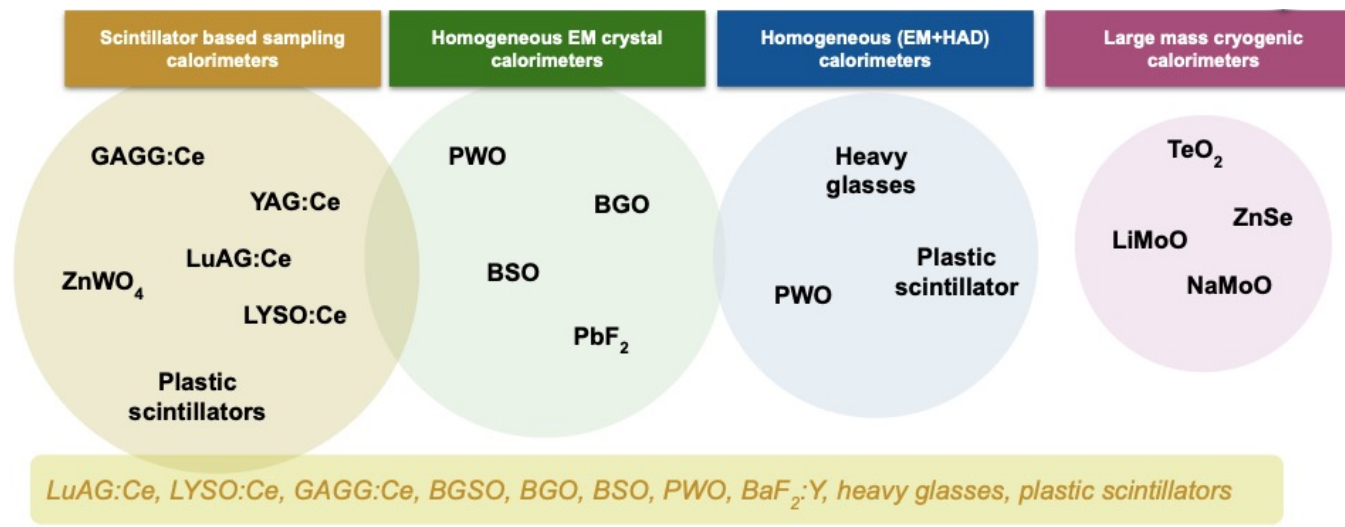 Scintillator based sampling
calorimeters
Homogeneous EM crystal
calorimeters
Homogeneous (EM+HAD)
calorimeters
Large mass cryogenic
calorimeters
GAGG:Ce
YAG:Ce
LuAG:Ce
ZnWO4
LYSO:Ce
Plastic
scintillators
PWO
BGO
BSO
PbF2
Heavy
glasses
Plastic
scintillator
PWO
TeO2
ZnSe
LiMoO
NaMoO
LuAG:Ce, LYSO:Ce, GAGG:Ce, BGSO, BGO, BSO, PWO, BaF2:Y, heavy glasses, plastic scintillators